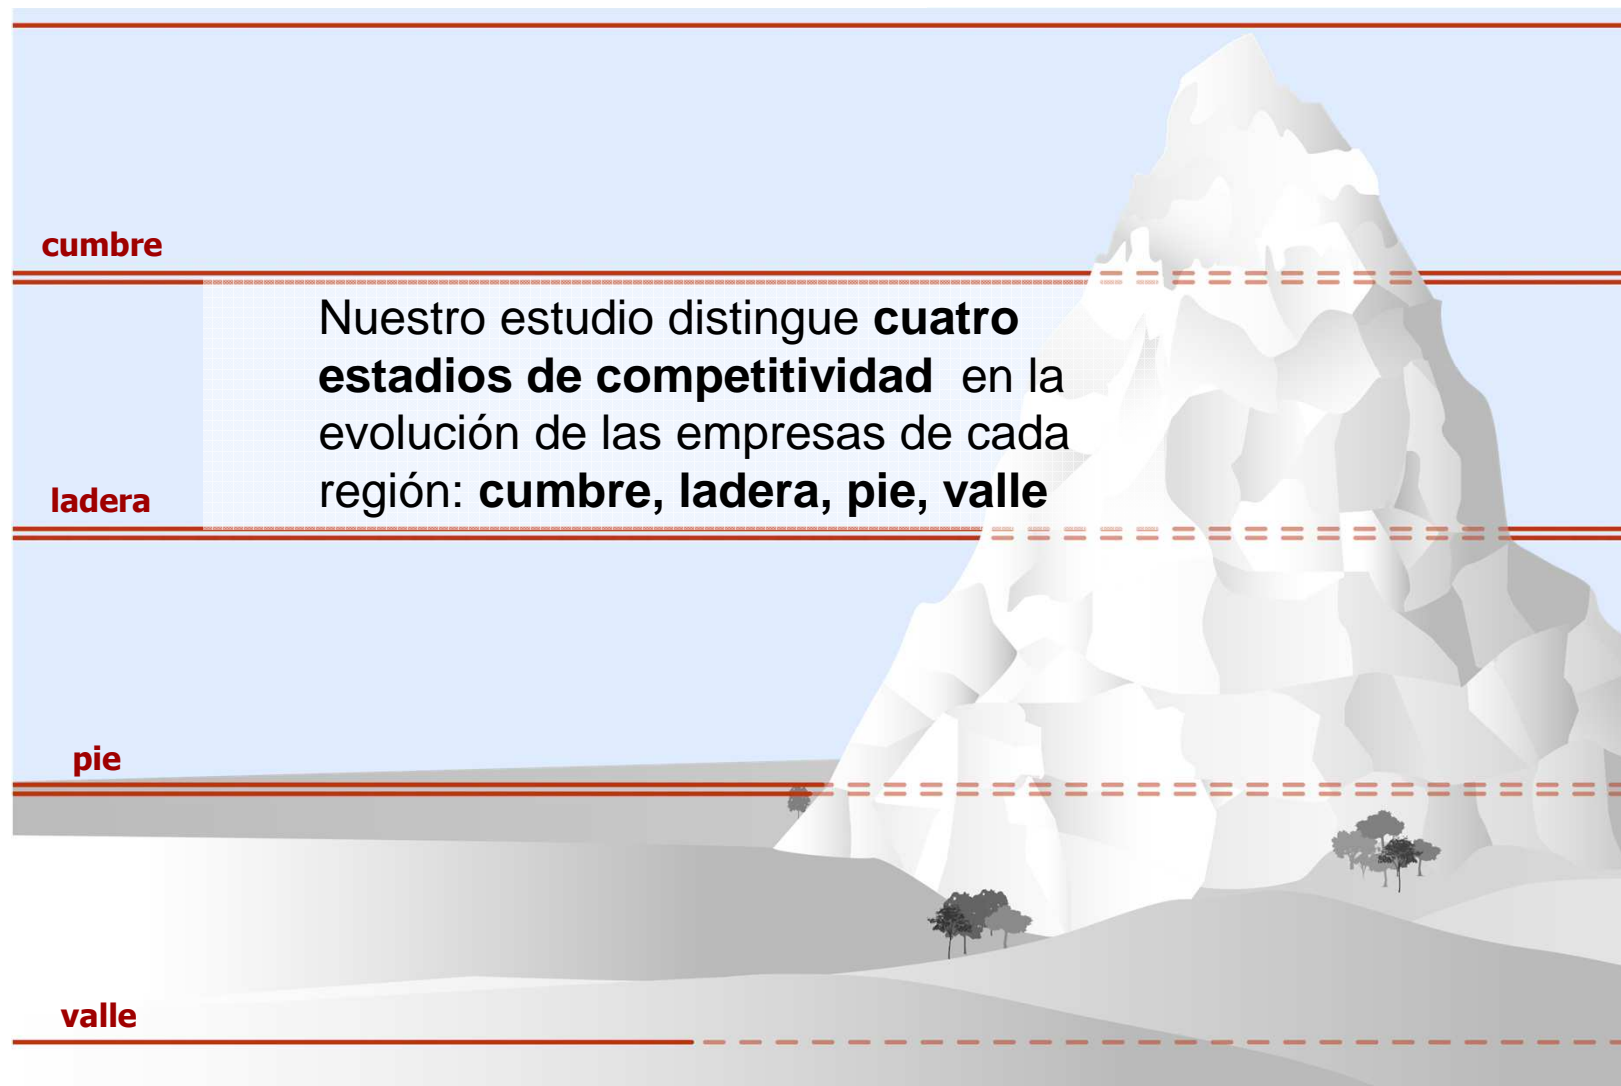 cumbre
Nuestro estudio distingue cuatro
estadios de competitividad en la
evolución de las empresas de cada
región: cumbre, ladera, pie, valle
ladera
pie
valle